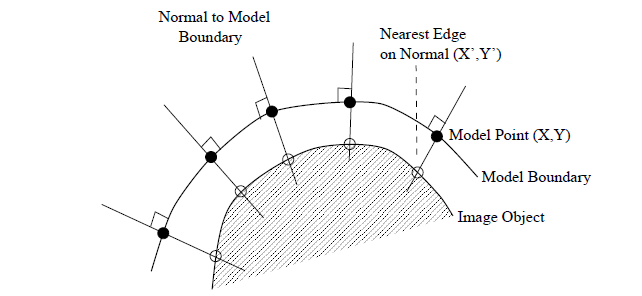 Normal to Model
Boundary
Nearest Edge
on Normal (X',Y')
Model Point (X,Y)
Model Boundary
Image Object